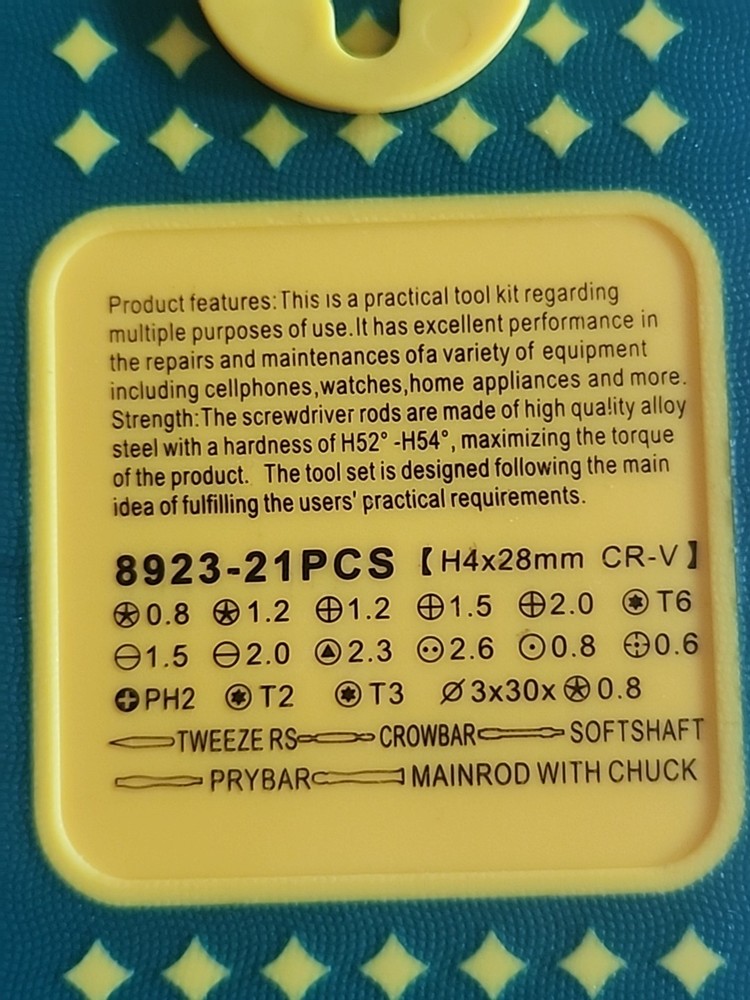 Product features:This is a practical tool kit regarding
multiple purposes of use.It has excellent performance in
the repairs and maintenances ofa variety of equipment
including cellphones,watches,home appliances and more.
Strength:The screwdriver rods are made of high quality alloy
steel with a hardness of H52° -H54°, maximizing the torque
of the product. The tool set is designed following the main
idea of fulfilling the users' practical requirements.
8923-21PCS 【H4x28mm CR-V】
0.8 1.2 1.2 1.5 2.0 T6
1.5 2.0 2.3 2.6 0.8 0.6
PH2 T2 T3 Ø3x30x 0.8
TWEEZERS CROWBAR SOFTSHAFT
PRYBAR MAINROD WITH CHUCK